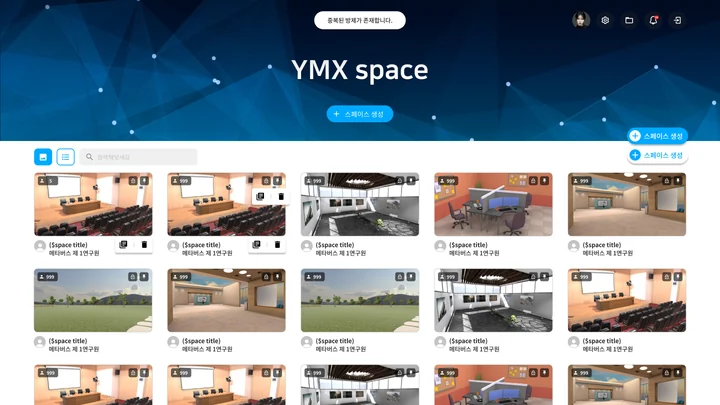 중복된 방제가 존재합니다.
YMX space
+ 스페이스 생성
+ 스페이스 생성
+ 스페이스 생성
5
999
999
999
999
($space title)
메타버스 제 1연구원
($space title)
메타버스 제 1연구원
($space title)
메타버스 제 1연구원
($space title)
메타버스 제 1연구원
($space title)
메타버스 제 1연구원
999
999
999
999
999
($space title)
메타버스 제 1연구원
($space title)
메타버스 제 1연구원
($space title)
메타버스 제 1연구원
($space title)
메타버스 제 1연구원
($space title)
메타버스 제 1연구원
999
999
999
999
999